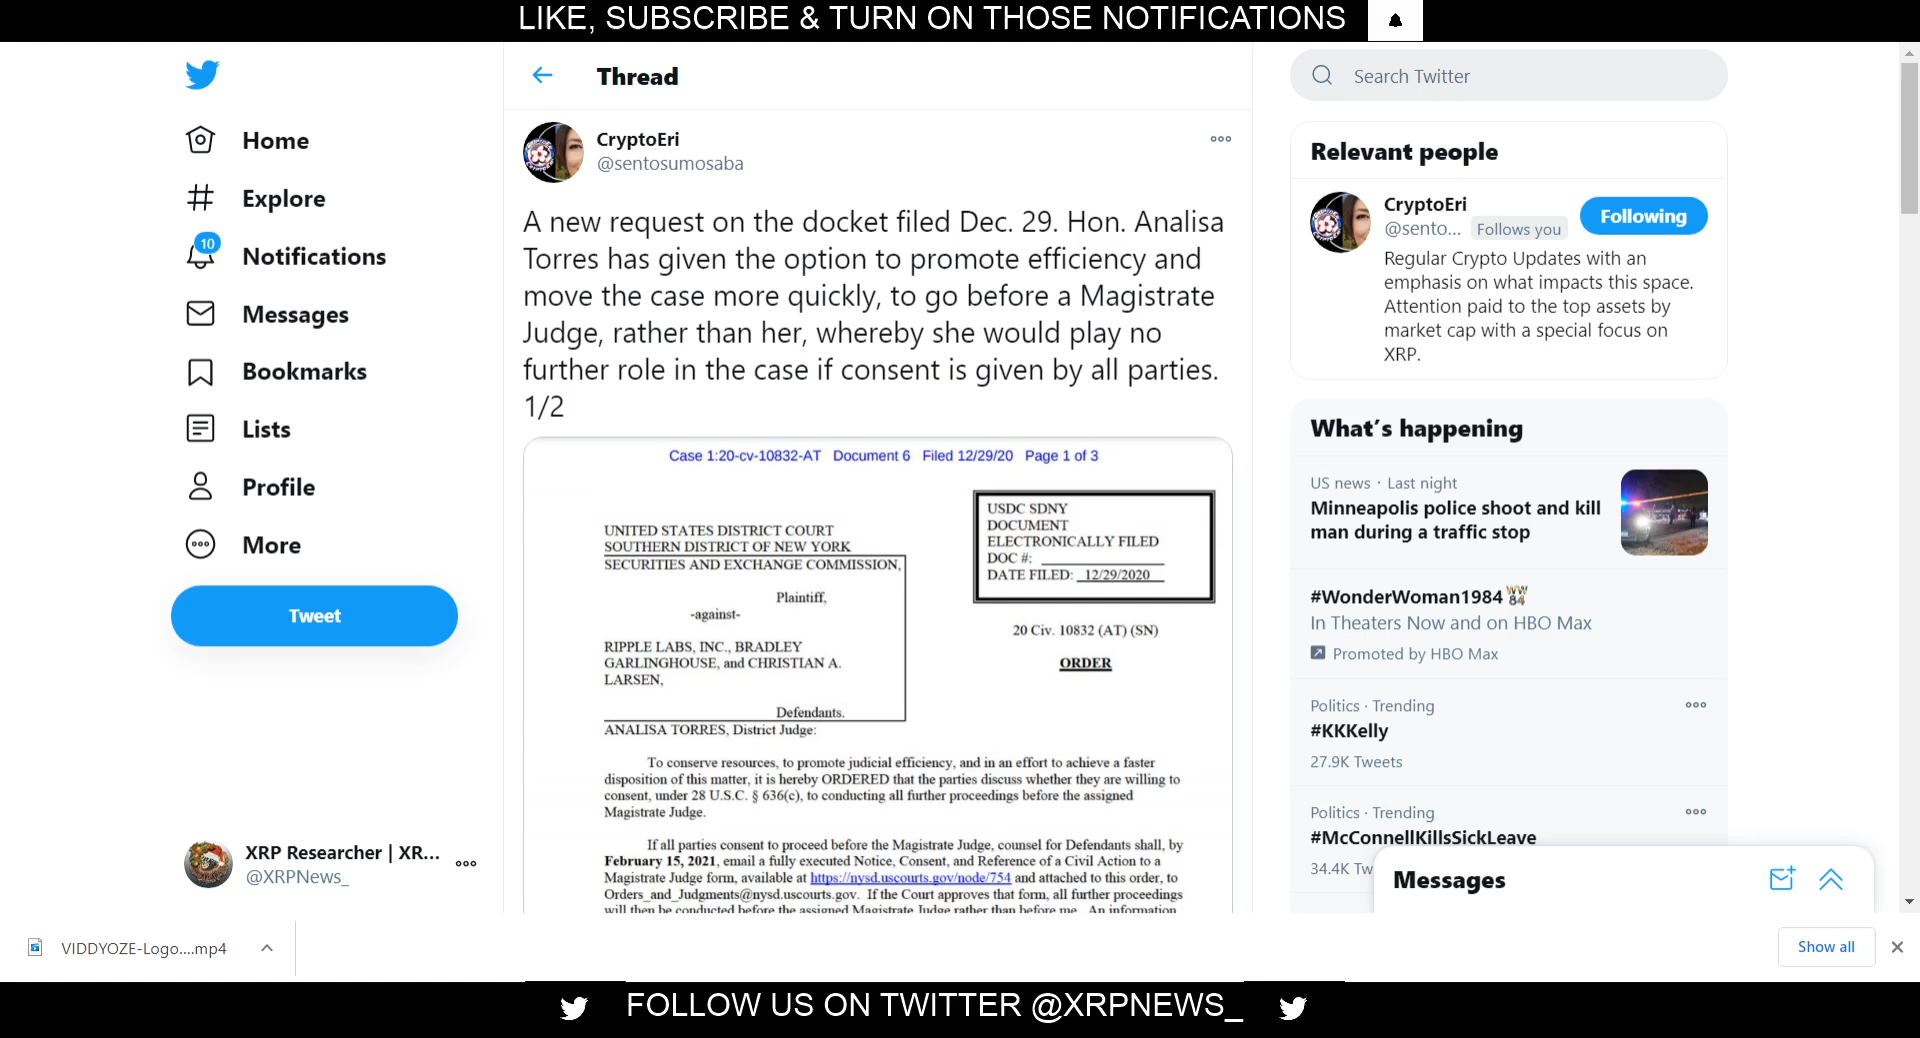 LIKE, SUBSCRIBE & TURN ON THOSE NOTIFICATIONS
Home
Explore
10
Notifications
Messages
Bookmarks
Lists
Profile
More
Tweet
XRP Researcher | XR...
@XRPNews_
Thread
CryptoEri
@sentosumosaba
A new request on the docket filed Dec. 29. Hon. Analisa
Torres has given the option to promote efficiency and
move the case more quickly, to go before a Magistrate
Judge, rather than her, whereby she would play no
further role in the case if consent is given by all parties.
1/2
Case 1:20-cv-10832-AT Document 6 Filed 12/29/20 Page 1 of 3
USDC SDNY
DOCUMENT
ELECTRONICALLY FILED
DOC #:
DATE FILED: 12/29/2020
UNITED STATES DISTRICT COURT
SOUTHERN DISTRICT OF NEW YORK
SECURITIES AND EXCHANGE COMMISSION,
Plaintiff,
-against-
RIPPLE LABS, INC., BRADLEY
GARLINGHOUSE, and CHRISTIAN A.
LARSEN,
Defendants.
20 Civ. 10832 (AT) (SN)
ORDER
ANALISA TORRES, District Judge:
To conserve resources, to promote judicial efficiency, and in an effort to achieve a faster
disposition of this matter, it is hereby ORDERED that the parties discuss whether they are willing to
consent, under 28 U.S.C. § 636(c), to conducting all further proceedings before the assigned
Magistrate Judge.
If all parties consent to proceed before the Magistrate Judge, counsel for Defendants shall, by
February 15, 2021, email a fully executed Notice, Consent, and Reference of a Civil Action to a
Magistrate Judge form, available at https://nysd.uscourts.gov/node/754 and attached to this order, to
Orders_and_Judgments@nysd.uscourts.gov. If the Court approves that form, all further proceedings
will then be conducted before the assigned Magistrate Judge rather than before me. An information
Search Twitter
Relevant people
CryptoEri
@sento... Follows you
Following
Regular Crypto Updates with an
emphasis on what impacts this space.
Attention paid to the top assets by
market cap with a special focus on
XRP.
What's happening
US news · Last night
Minneapolis police shoot and kill
man during a traffic stop
#WonderWoman1984
In Theaters Now and on HBO Max
Promoted by HBO Max
Politics · Trending
#KKKelly
27.9K Tweets
Politics · Trending
#McConnellKillsSickLeave
34.4K Tw
Messages
VIDDYOZE-Logo....mp4
Show all
FOLLOW US ON TWITTER @XRPNEWS_